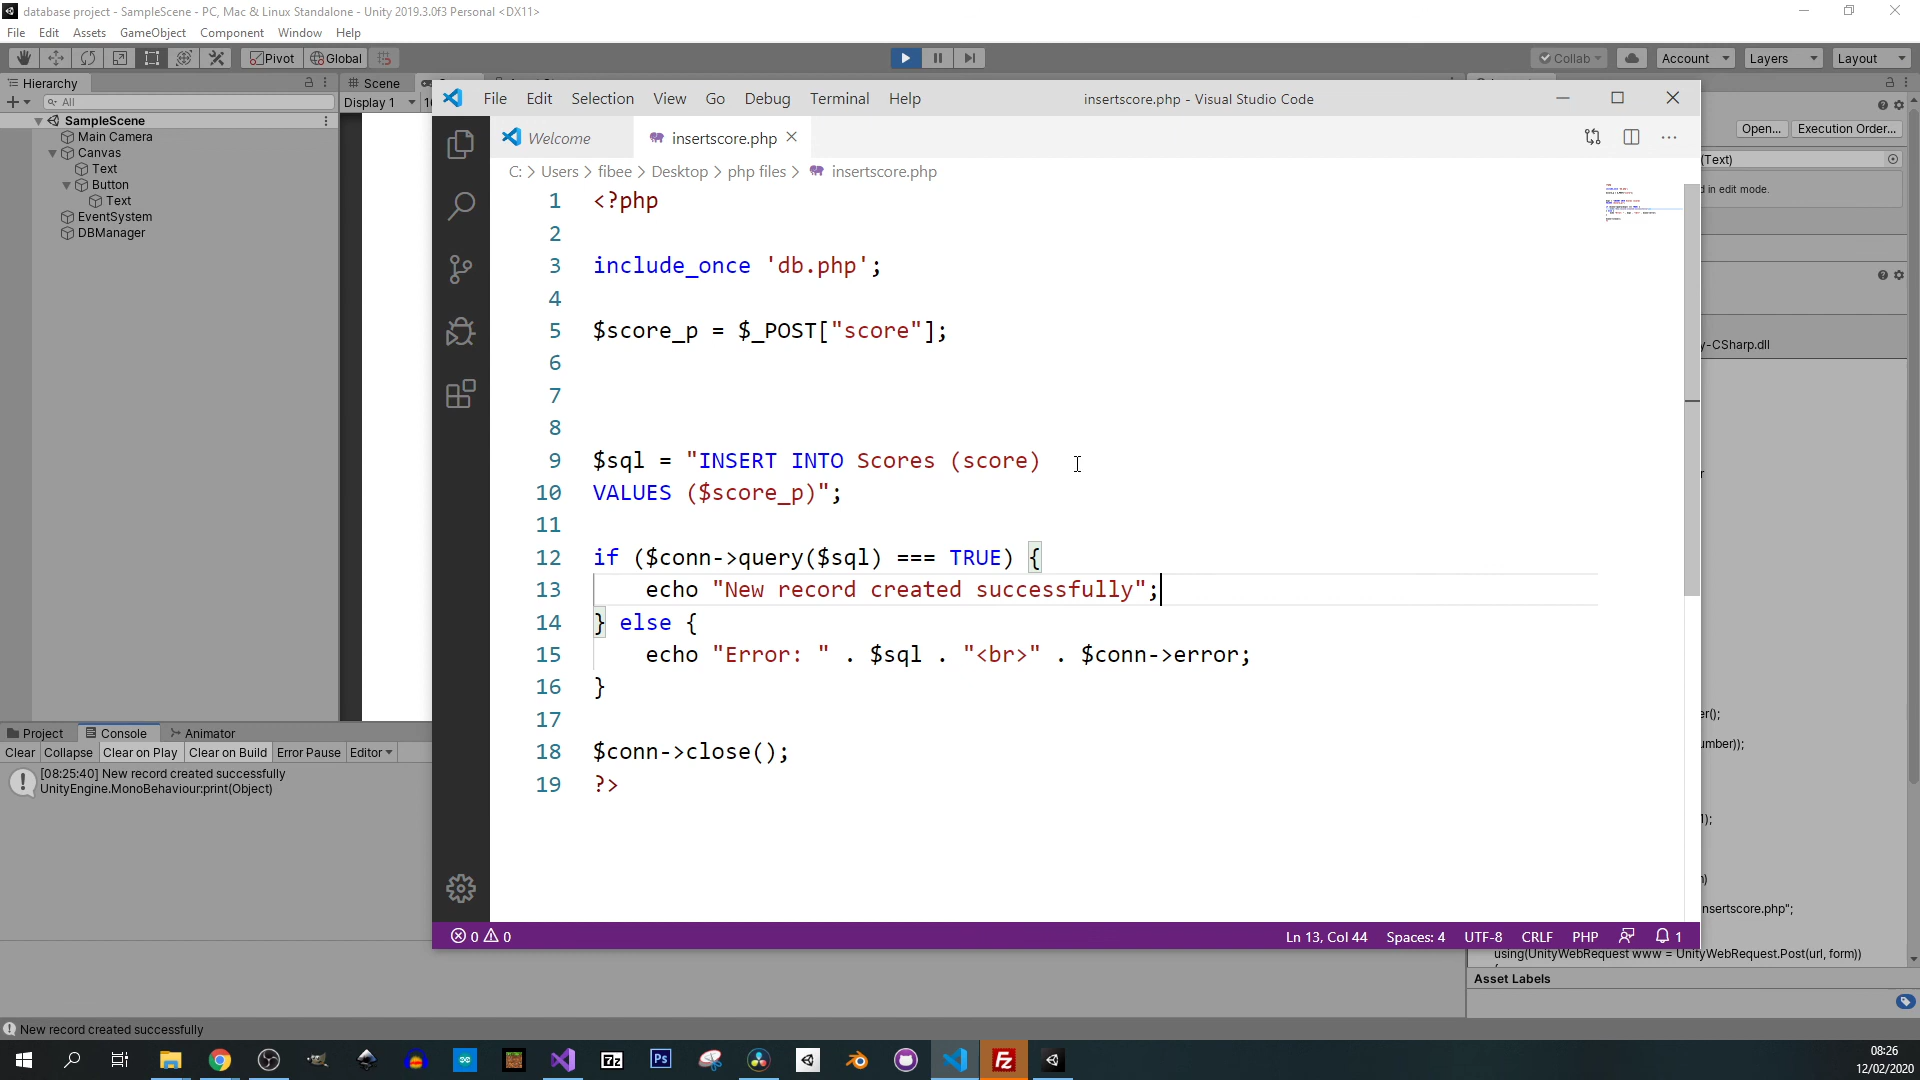 database project - SampleScene - PC, Mac & Linux Standalone - Unity 2019.3.0f3 Personal <DX11>
File Edit Assets GameObject Component Window Help
Pivot Global Collab Account Layers Layout
Hierarchy
Scene
All
Display 1
SampleScene
Main Camera
Canvas
Text
Button
Text
EventSystem
DBManager
File Edit Selection View Go Debug Terminal Help
insertscore.php - Visual Studio Code
Welcome
insertscore.php
C: > Users > fibee > Desktop > php files > insertscore.php
1 <?php
2
3 include_once 'db.php';
4
5 $score_p = $_POST["score"];
6
7
8
9 $sql = "INSERT INTO Scores (score)
10 VALUES ($score_p)";
11
12 if ($conn->query($sql) === TRUE) {
13 echo "New record created successfully";
14 } else {
15 echo "Error: " . $sql . "<br>" . $conn->error;
16 }
17
18 $conn->close();
19 ?>
0 0
Ln 13, Col 44 Spaces: 4 UTF-8 CRLF PHP 1
Open... Execution Order...
(Text)
d in edit mode.
y-CSharp.dll
er();
umber));
);
)
nsertscore.php";
using(UnityWebRequest www = UnityWebRequest.Post(url, form))
Asset Labels
Project Console Animator
Clear Collapse Clear on Play Clear on Build Error Pause Editor
[08:25:40] New record created successfully
UnityEngine.MonoBehaviour:print(Object)
New record created successfully
7z
Ps
Fz
08:26
12/02/2020